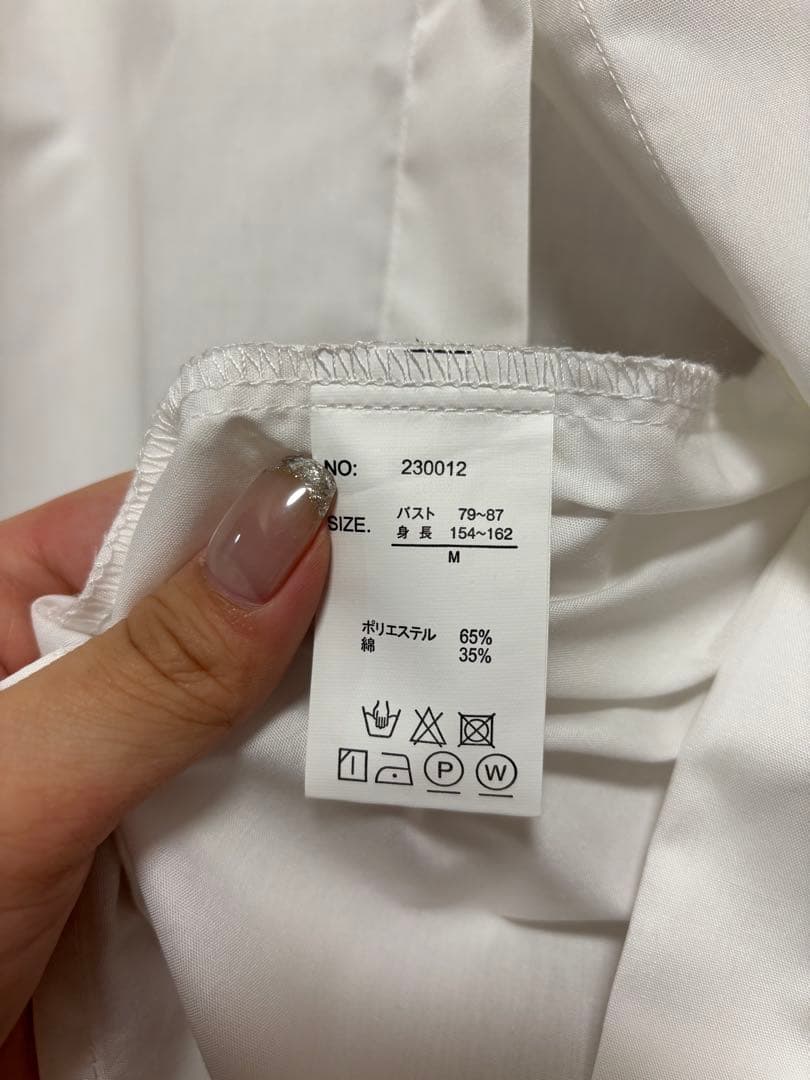 NO: 230012
SIZE. バスト 79~87
身長 154~162
M
ポリエステル 65%
綿 35%
P W